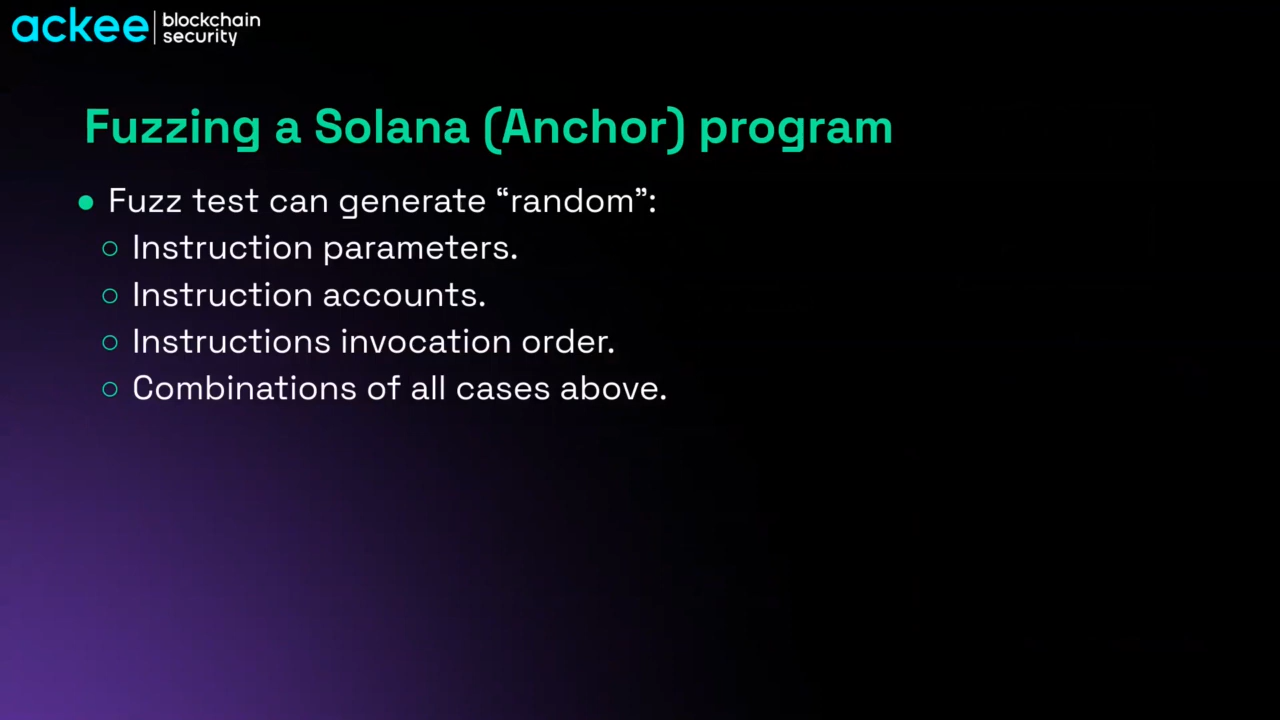 ackee
blockchain
security
Fuzzing a Solana (Anchor) program
● Fuzz test can generate “random”:
○ Instruction parameters.
○ Instruction accounts.
○ Instructions invocation order.
○ Combinations of all cases above.